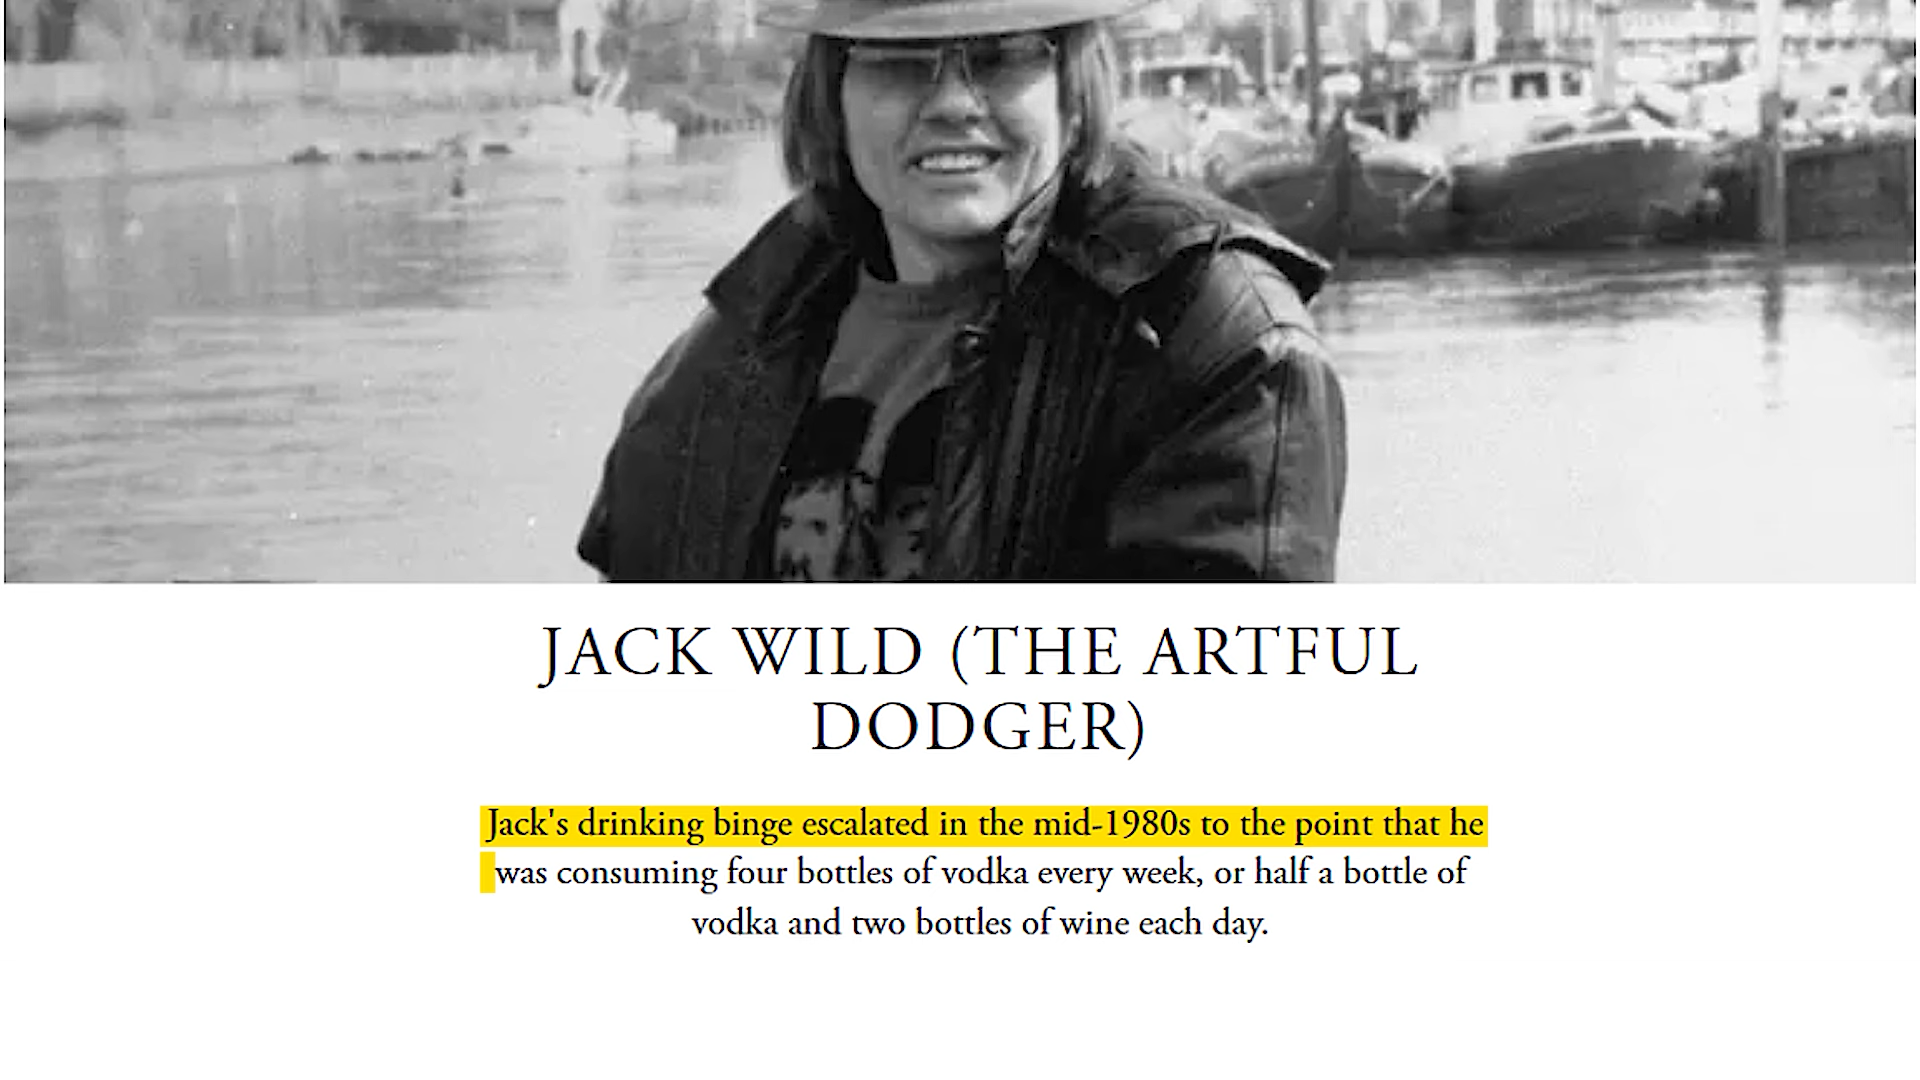 JACK WILD (THE ARTFUL
DODGER)
Jack's drinking binge escalated in the mid-1980s to the point that he
was consuming four bottles of vodka every week, or half a bottle of
vodka and two bottles of wine each day.